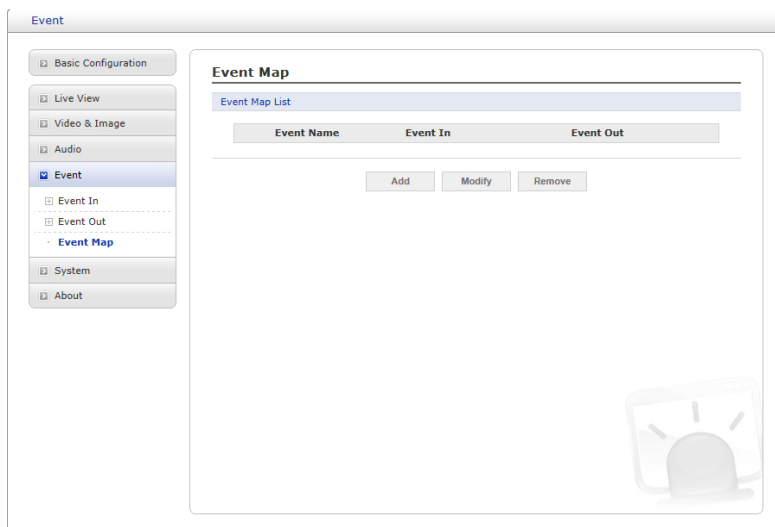 Event
Basic Configuration
Live View
Video & Image
Audio
Event
Event In
Event Out
Event Map
System
About
Event Map
Event Map List
Event Name Event In Event Out
Add Modify Remove